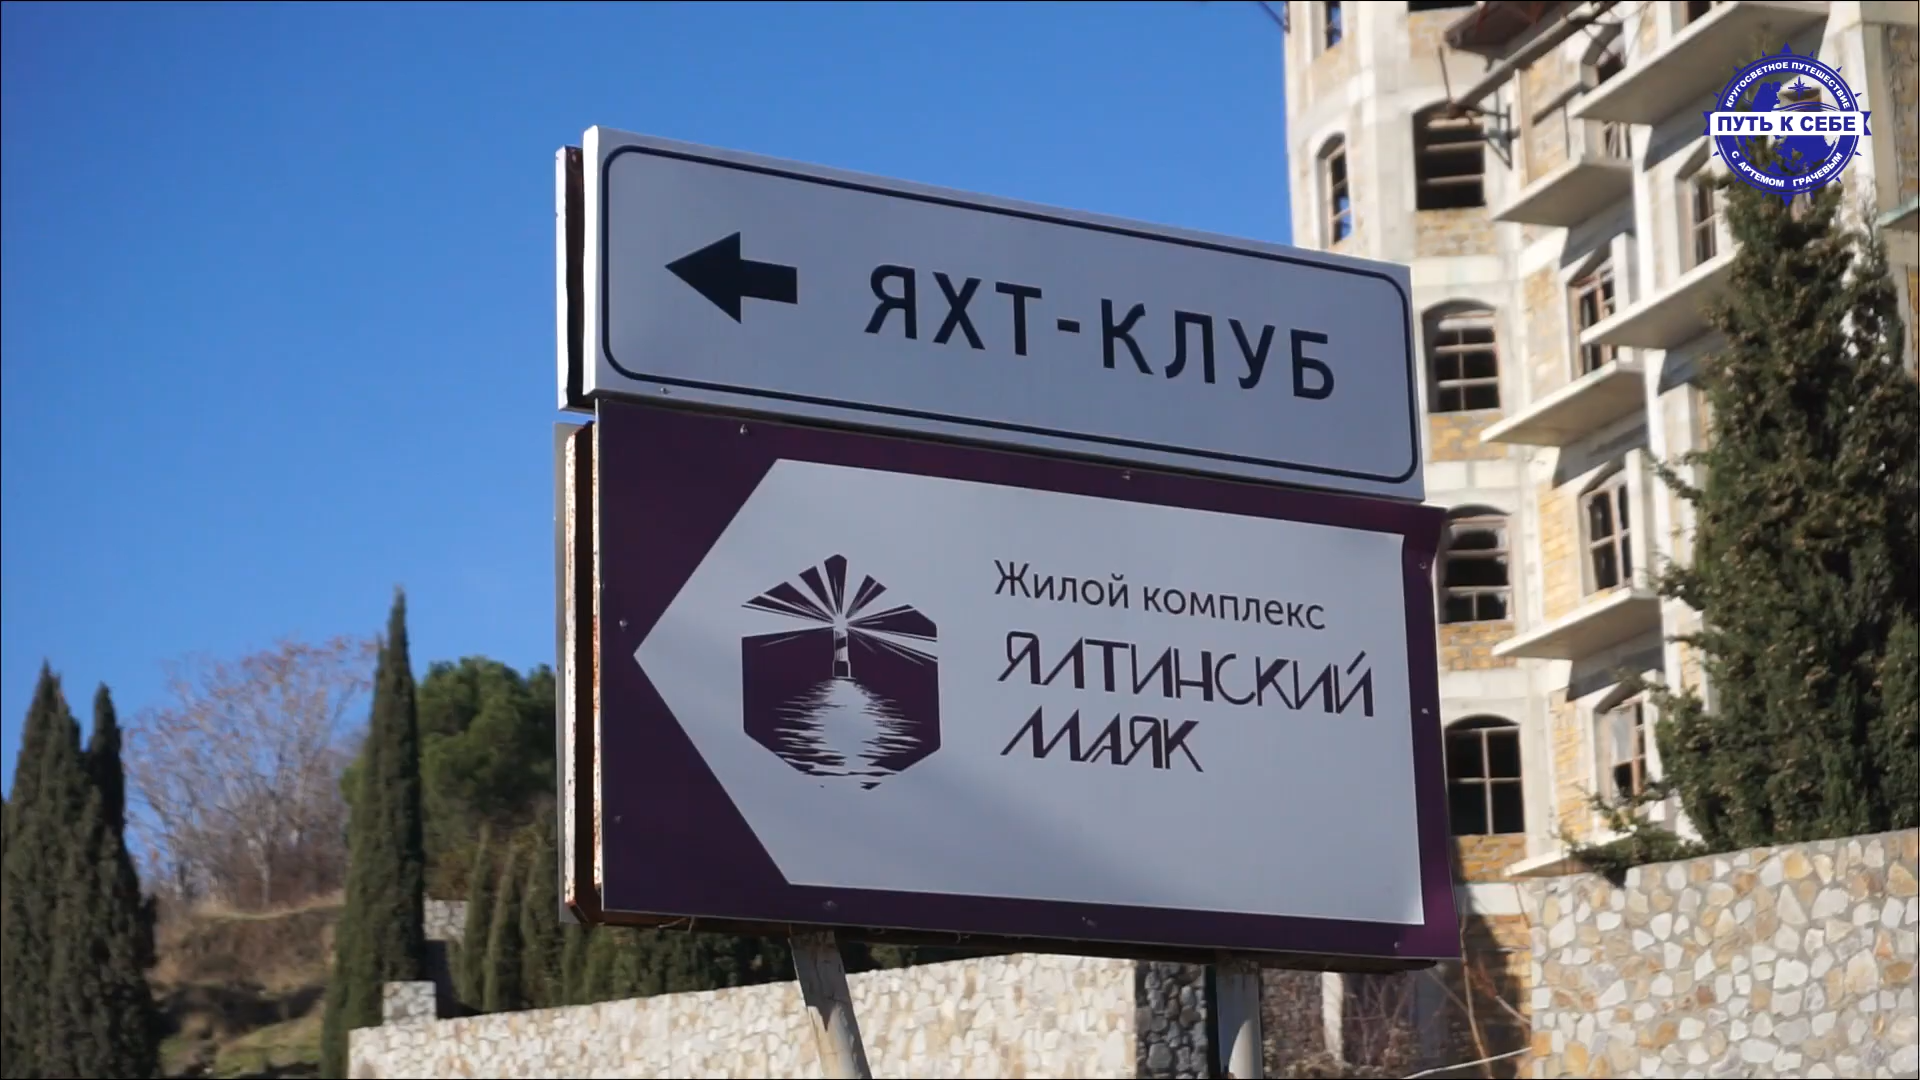 КРУГОСВЕТНОЕ ПУТЕШЕСТВИЕ
ПУТЬ К СЕБЕ
С АРТЕМОМ ГРАЧЕВЫМ
ЯХТ-КЛУБ
Жилой комплекс
ЯЛТИНСКИЙ
МАЯК